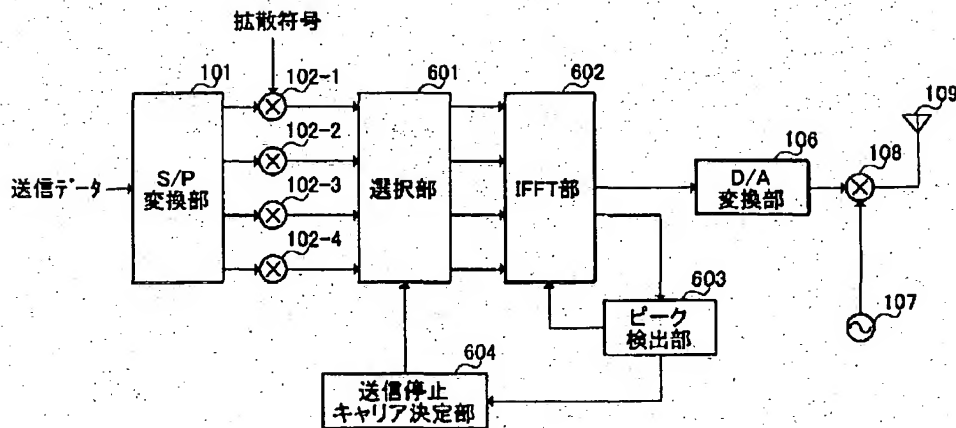 拡散符号
101
102-1
601
602
109
102-2
106
108
送信データ
S/P
変換部
102-3
選択部
IFFT部
D/A
変換部
102-4
603
ピーク
検出部
107
604
送信停止
キャリア決定部